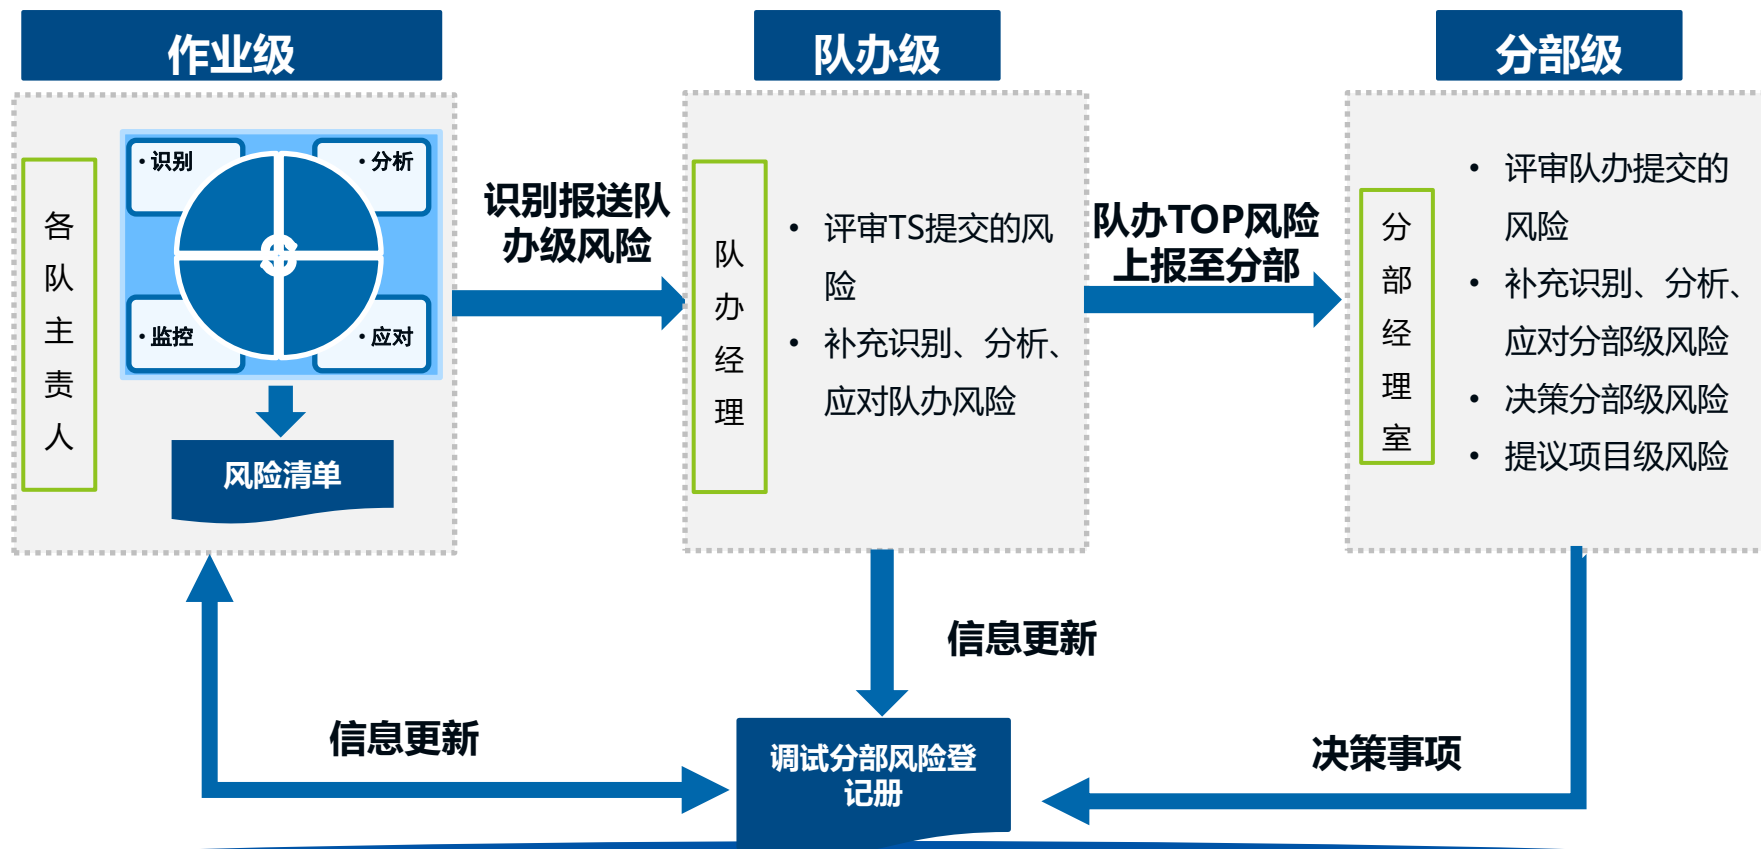 作业级
队办级
分部级
各
队
主
责
人
•识别
•分析
•监控
•应对
风险清单
识别报送队
办级风险
队
办
经
理
• 评审TS提交的风
险
• 补充识别、分析、
应对队办风险
队办TOP风险
上报至分部
分
部
经
理
室
• 评审队办提交的
风险
• 补充识别、分析、
应对分部级风险
• 决策分部级风险
• 提议项目级风险
信息更新
信息更新
决策事项
调试分部风险登
记册